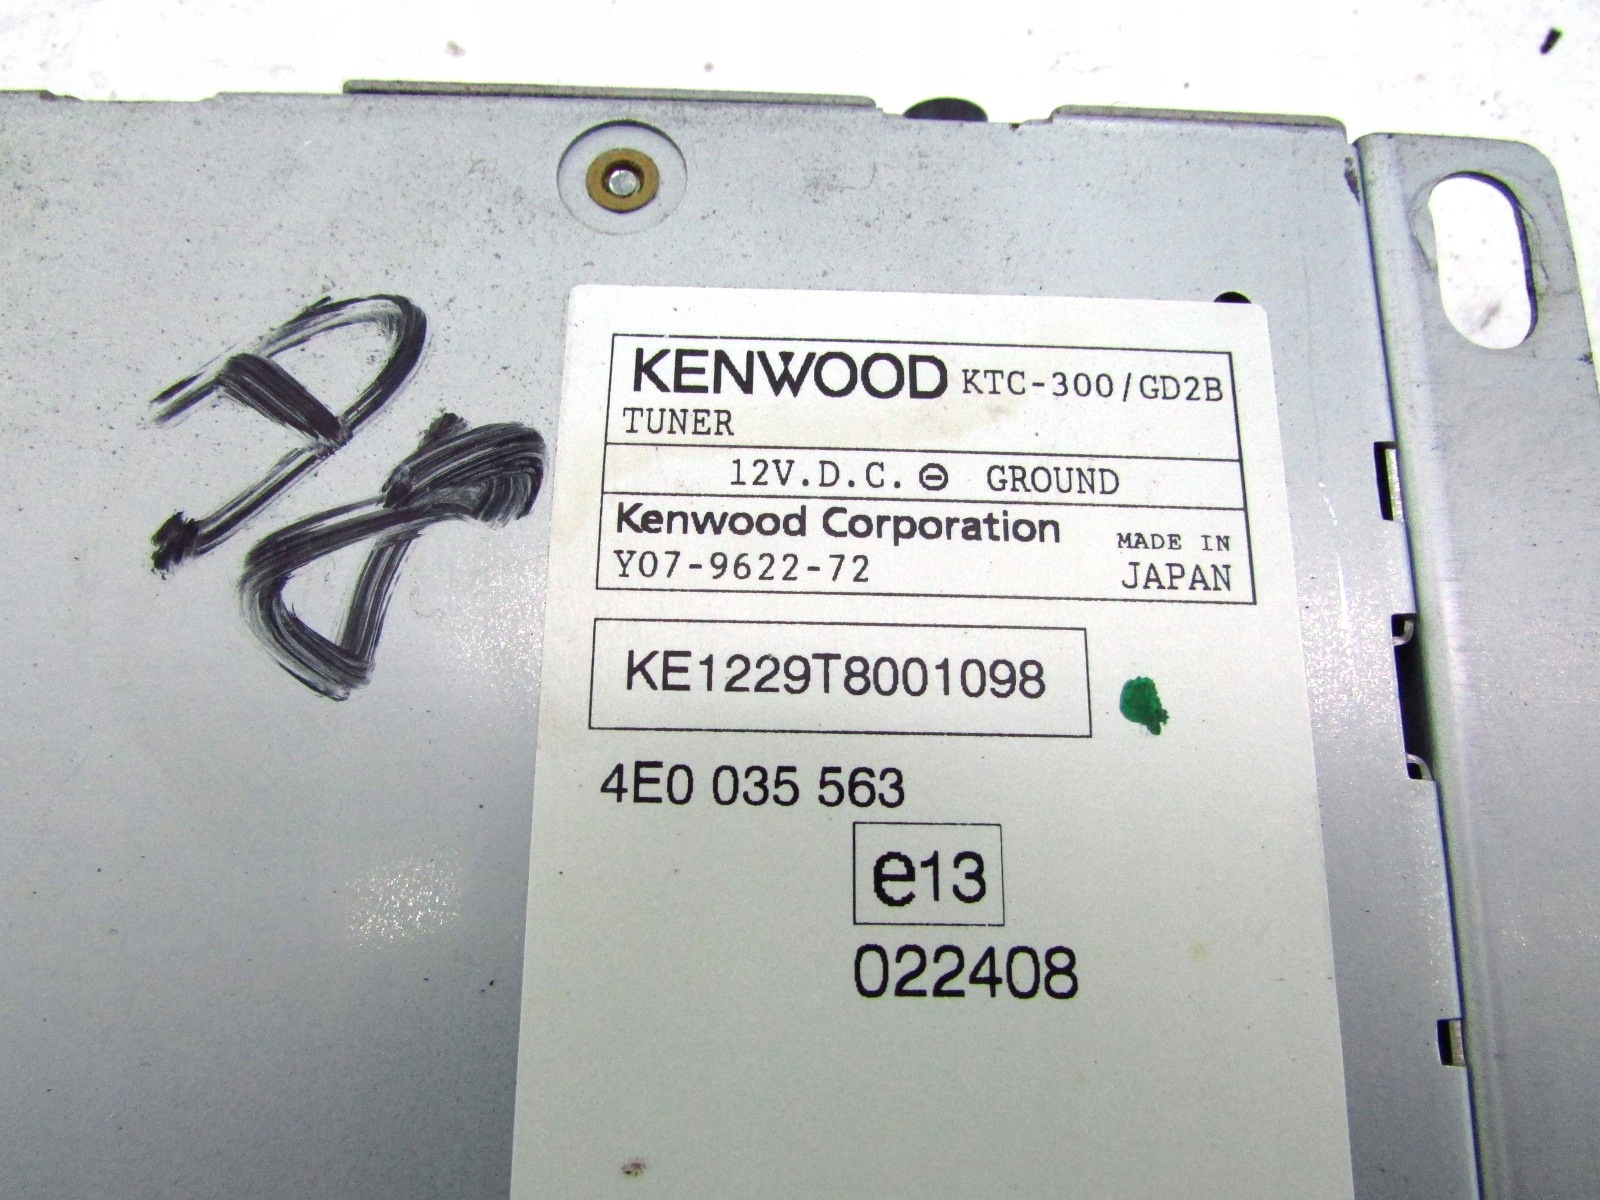 38
KENWOOD KTC-300/GD2B
TUNER
12V.D.C. ⊖ GROUND
Kenwood Corporation
Y07-9622-72
MADE IN
JAPAN
KE1229T8001098
4E0 035 563
e13
022408